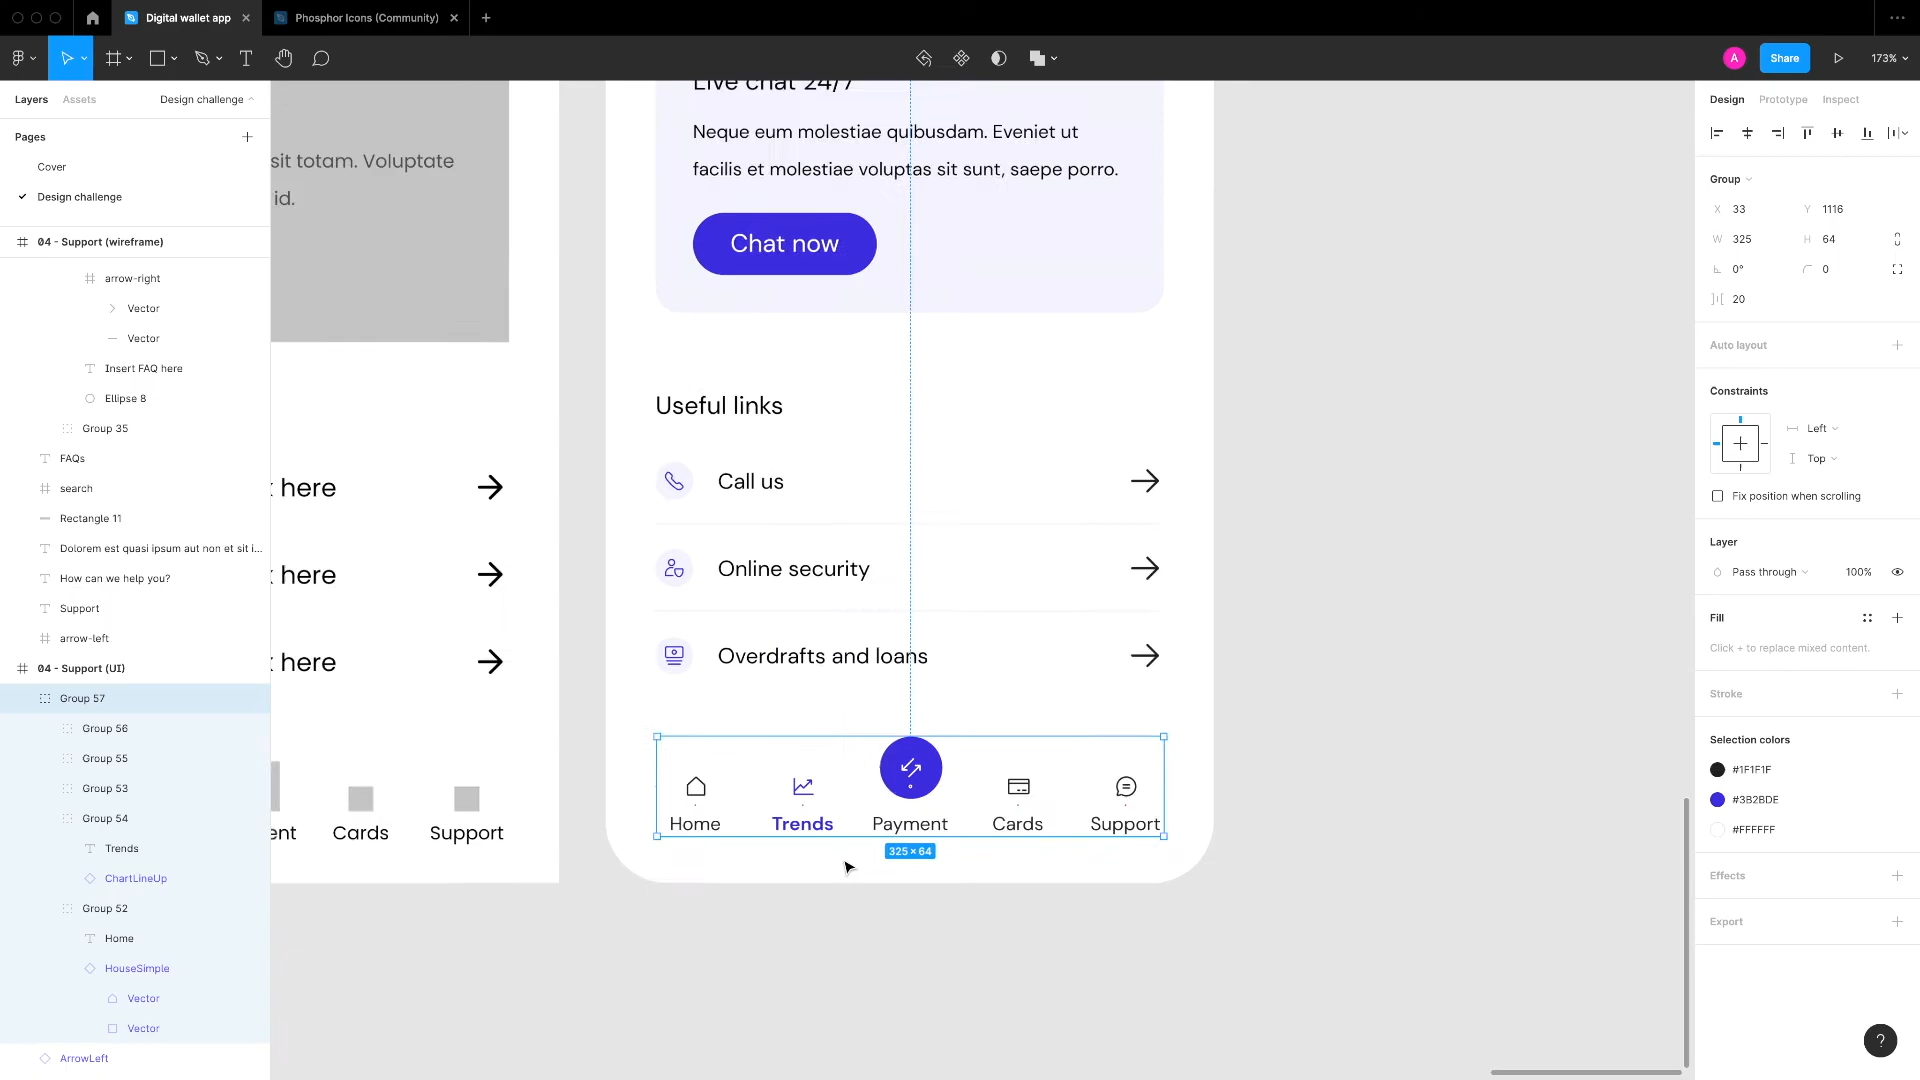 Digital wallet app
Phosphor Icons (Community)
A
Share
173%
Layers
Assets
Design challenge
Pages
Cover
Design challenge
04 - Support (wireframe)
arrow-right
Vector
Vector
Insert FAQ here
Ellipse 8
Group 35
FAQs
search
Rectangle 11
Dolorem est quasi ipsum aut non et sit i...
How can we help you?
Support
arrow-left
04 - Support (UI)
Group 57
Group 56
Group 55
Group 53
Group 54
Trends
ChartLineUp
Group 52
Home
HouseSimple
Vector
Vector
ArrowLeft
sit totam. Voluptate
id.
here
here
here
Cards
Support
Live chat 24/7
Neque eum molestiae quibusdam. Eveniet ut
facilis et molestiae voluptas sit sunt, saepe porro.
Chat now
Useful links
Call us
Online security
Overdrafts and loans
Home
Trends
Payment
Cards
Support
325 × 64
Design
Prototype
Inspect
Group
X 33
Y 1116
W 325
H 64
0°
0
20
Auto layout
Constraints
Left
Top
Fix position when scrolling
Layer
Pass through
100%
Fill
Click + to replace mixed content.
Stroke
Selection colors
#1F1F1F
#3B2BDE
#FFFFFF
Effects
Export
?